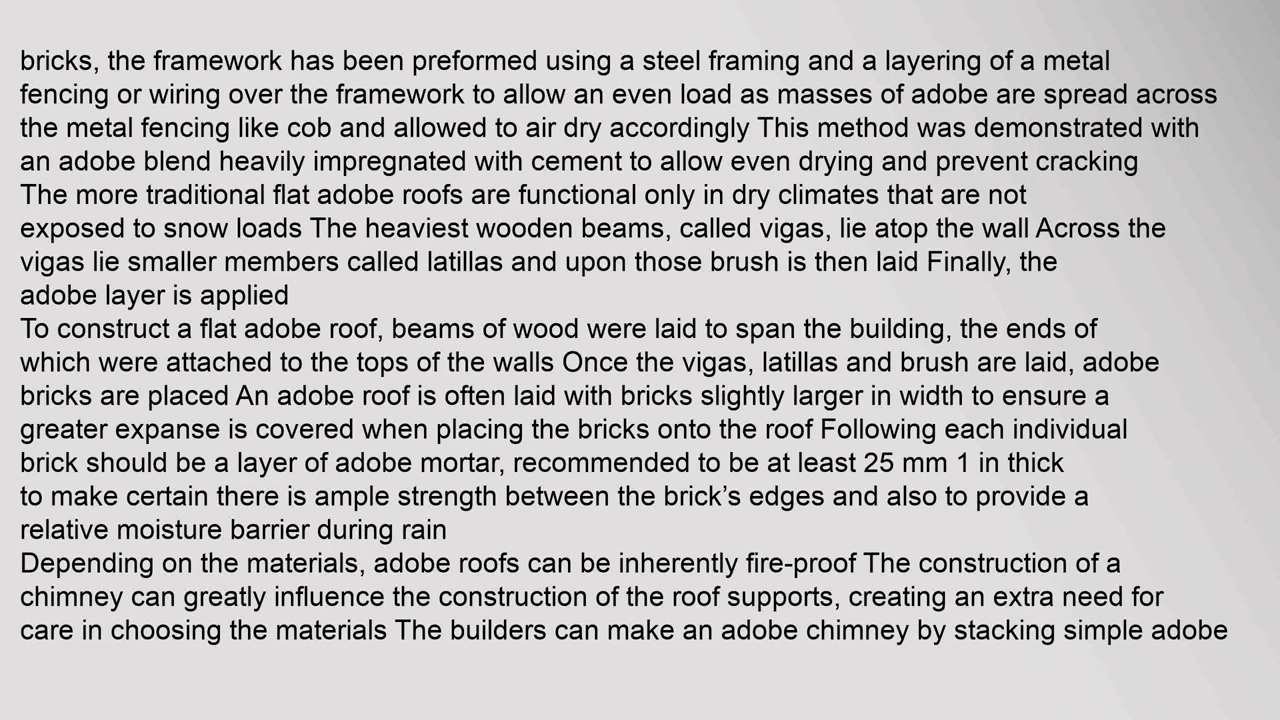 bricks, the framework has been preformed using a steel framing and a layering of a metal
fencing or wiring over the framework to allow an even load as masses of adobe are spread across
the metal fencing like cob and allowed to air dry accordingly This method was demonstrated with
an adobe blend heavily impregnated with cement to allow even drying and prevent cracking
The more traditional flat adobe roofs are functional only in dry climates that are not
exposed to snow loads The heaviest wooden beams, called vigas, lie atop the wall Across the
vigas lie smaller members called latillas and upon those brush is then laid Finally, the
adobe layer is applied
To construct a flat adobe roof, beams of wood were laid to span the building, the ends of
which were attached to the tops of the walls Once the vigas, latillas and brush are laid, adobe
bricks are placed An adobe roof is often laid with bricks slightly larger in width to ensure a
greater expanse is covered when placing the bricks onto the roof Following each individual
brick should be a layer of adobe mortar, recommended to be at least 25 mm 1 in thick
to make certain there is ample strength between the brick’s edges and also to provide a
relative moisture barrier during rain
Depending on the materials, adobe roofs can be inherently fire-proof The construction of a
chimney can greatly influence the construction of the roof supports, creating an extra need for
care in choosing the materials The builders can make an adobe chimney by stacking simple adobe